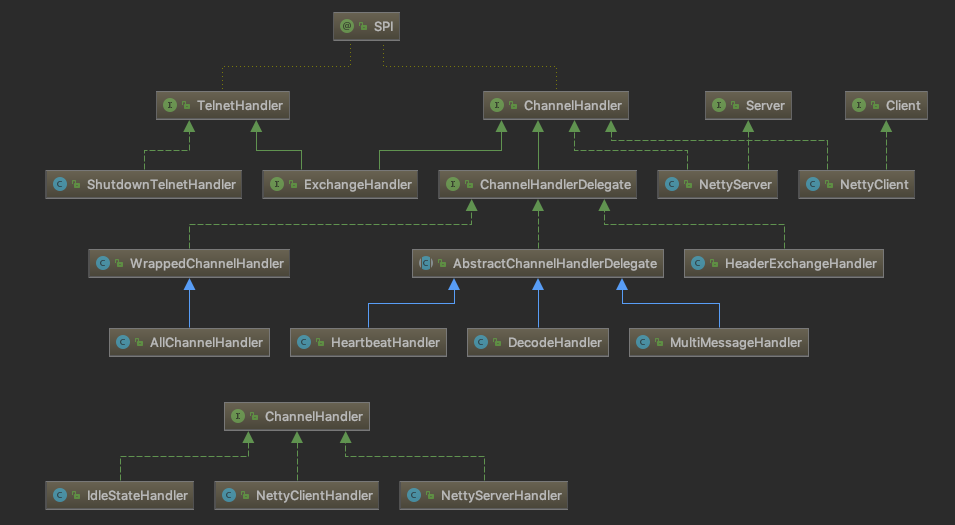 SPI
TelnetHandler
ChannelHandler
Server
Client
ShutdownTelnetHandler
ExchangeHandler
ChannelHandlerDelegate
NettyServer
NettyClient
WrappedChannelHandler
AbstractChannelHandlerDelegate
HeaderExchangeHandler
AllChannelHandler
HeartbeatHandler
DecodeHandler
MultiMessageHandler
ChannelHandler
IdleStateHandler
NettyClientHandler
NettyServerHandler